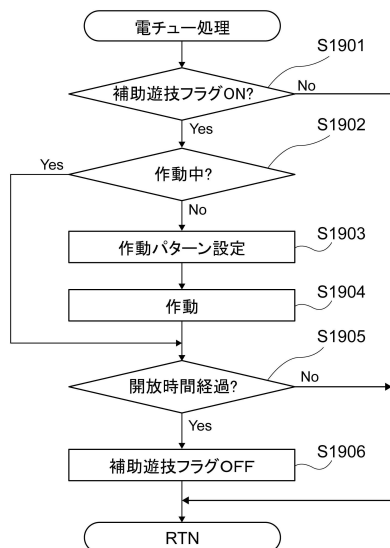 電チュー処理
S1901
補助遊技フラグON?
No
Yes
S1902
Yes
作動中?
No
S1903
作動パターン設定
S1904
作動
S1905
開放時間経過?
No
Yes
S1906
補助遊技フラグOFF
RTN